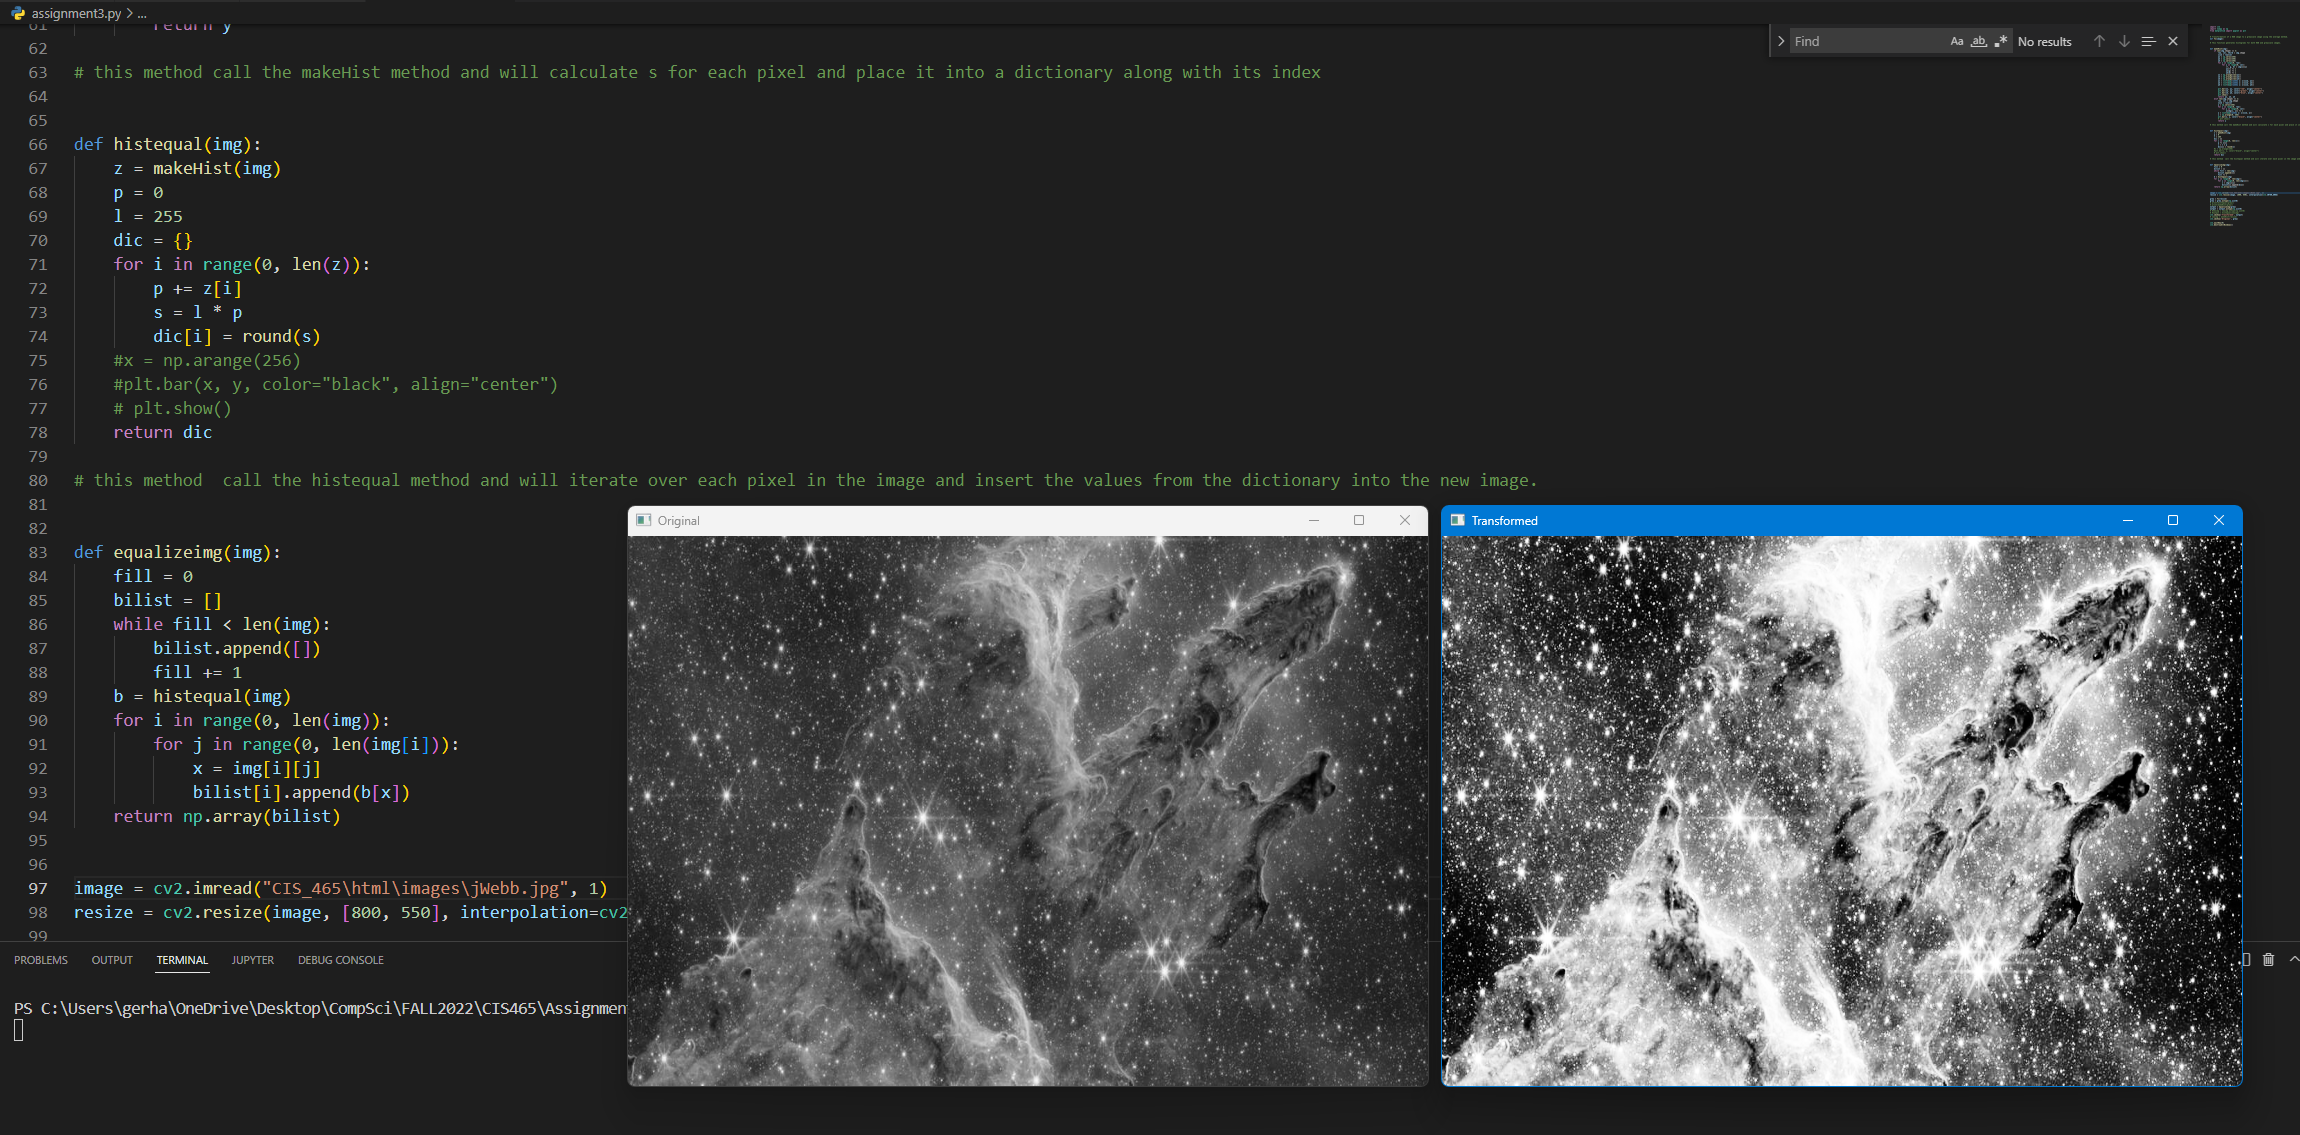 assignment3.py > ...
61 return y
62
63 # this method call the makeHist method and will calculate s for each pixel and place it into a dictionary along with its index
64
65
66 def histequal(img):
67 z = makeHist(img)
68 p = 0
69 l = 255
70 dic = {}
71 for i in range(0, len(z)):
72 p += z[i]
73 s = l * p
74 dic[i] = round(s)
75 #x = np.arange(256)
76 #plt.bar(x, y, color="black", align="center")
77 # plt.show()
78 return dic
79
80 # this method  call the histequal method and will iterate over each pixel in the image and insert the values from the dictionary into the new image.
81
82
83 def equalizeimg(img):
84 fill = 0
85 bilist = []
86 while fill < len(img):
87 bilist.append([])
88 fill += 1
89 b = histequal(img)
90 for i in range(0, len(img)):
91 for j in range(0, len(img[i])):
92 x = img[i][j]
93 bilist[i].append(b[x])
94 return np.array(bilist)
95
96
97 image = cv2.imread("CIS_465\html\images\jWebb.jpg", 1)
98 resize = cv2.resize(image, [800, 550], interpolation=cv2
99
Find Aa ab .* No results
Original
Transformed
PROBLEMS OUTPUT TERMINAL JUPYTER DEBUG CONSOLE
PS C:\Users\gerha\OneDrive\Desktop\CompSci\FALL2022\CIS465\Assignmen